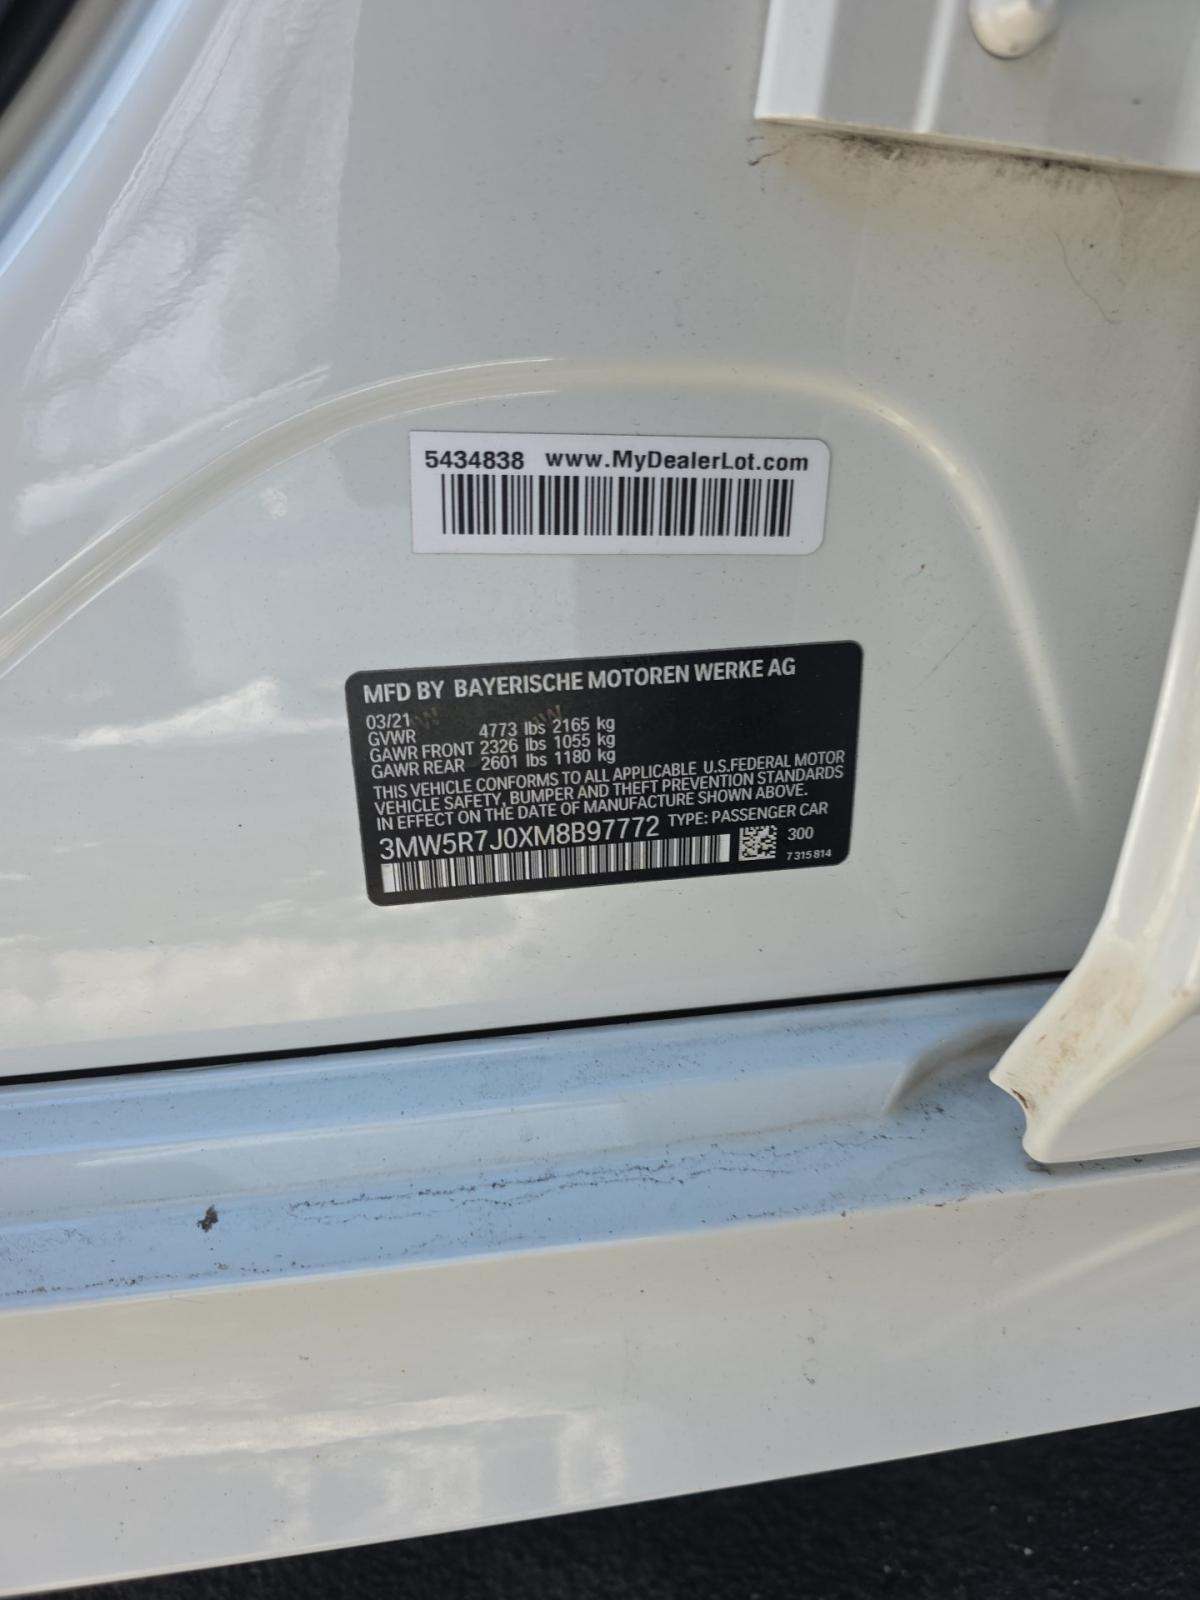 5434838 www.MyDealerLot.com
MFD BY BAYERISCHE MOTOREN WERKE AG
03/21
GVWR 4773 lbs 2165 kg
GAWR FRONT 2326 lbs 1055 kg
GAWR REAR 2601 lbs 1180 kg
THIS VEHICLE CONFORMS TO ALL APPLICABLE U.S.FEDERAL MOTOR
VEHICLE SAFETY, BUMPER AND THEFT PREVENTION STANDARDS
IN EFFECT ON THE DATE OF MANUFACTURE SHOWN ABOVE.
3MW5R7J0XM8B97772 TYPE: PASSENGER CAR
300
7315814